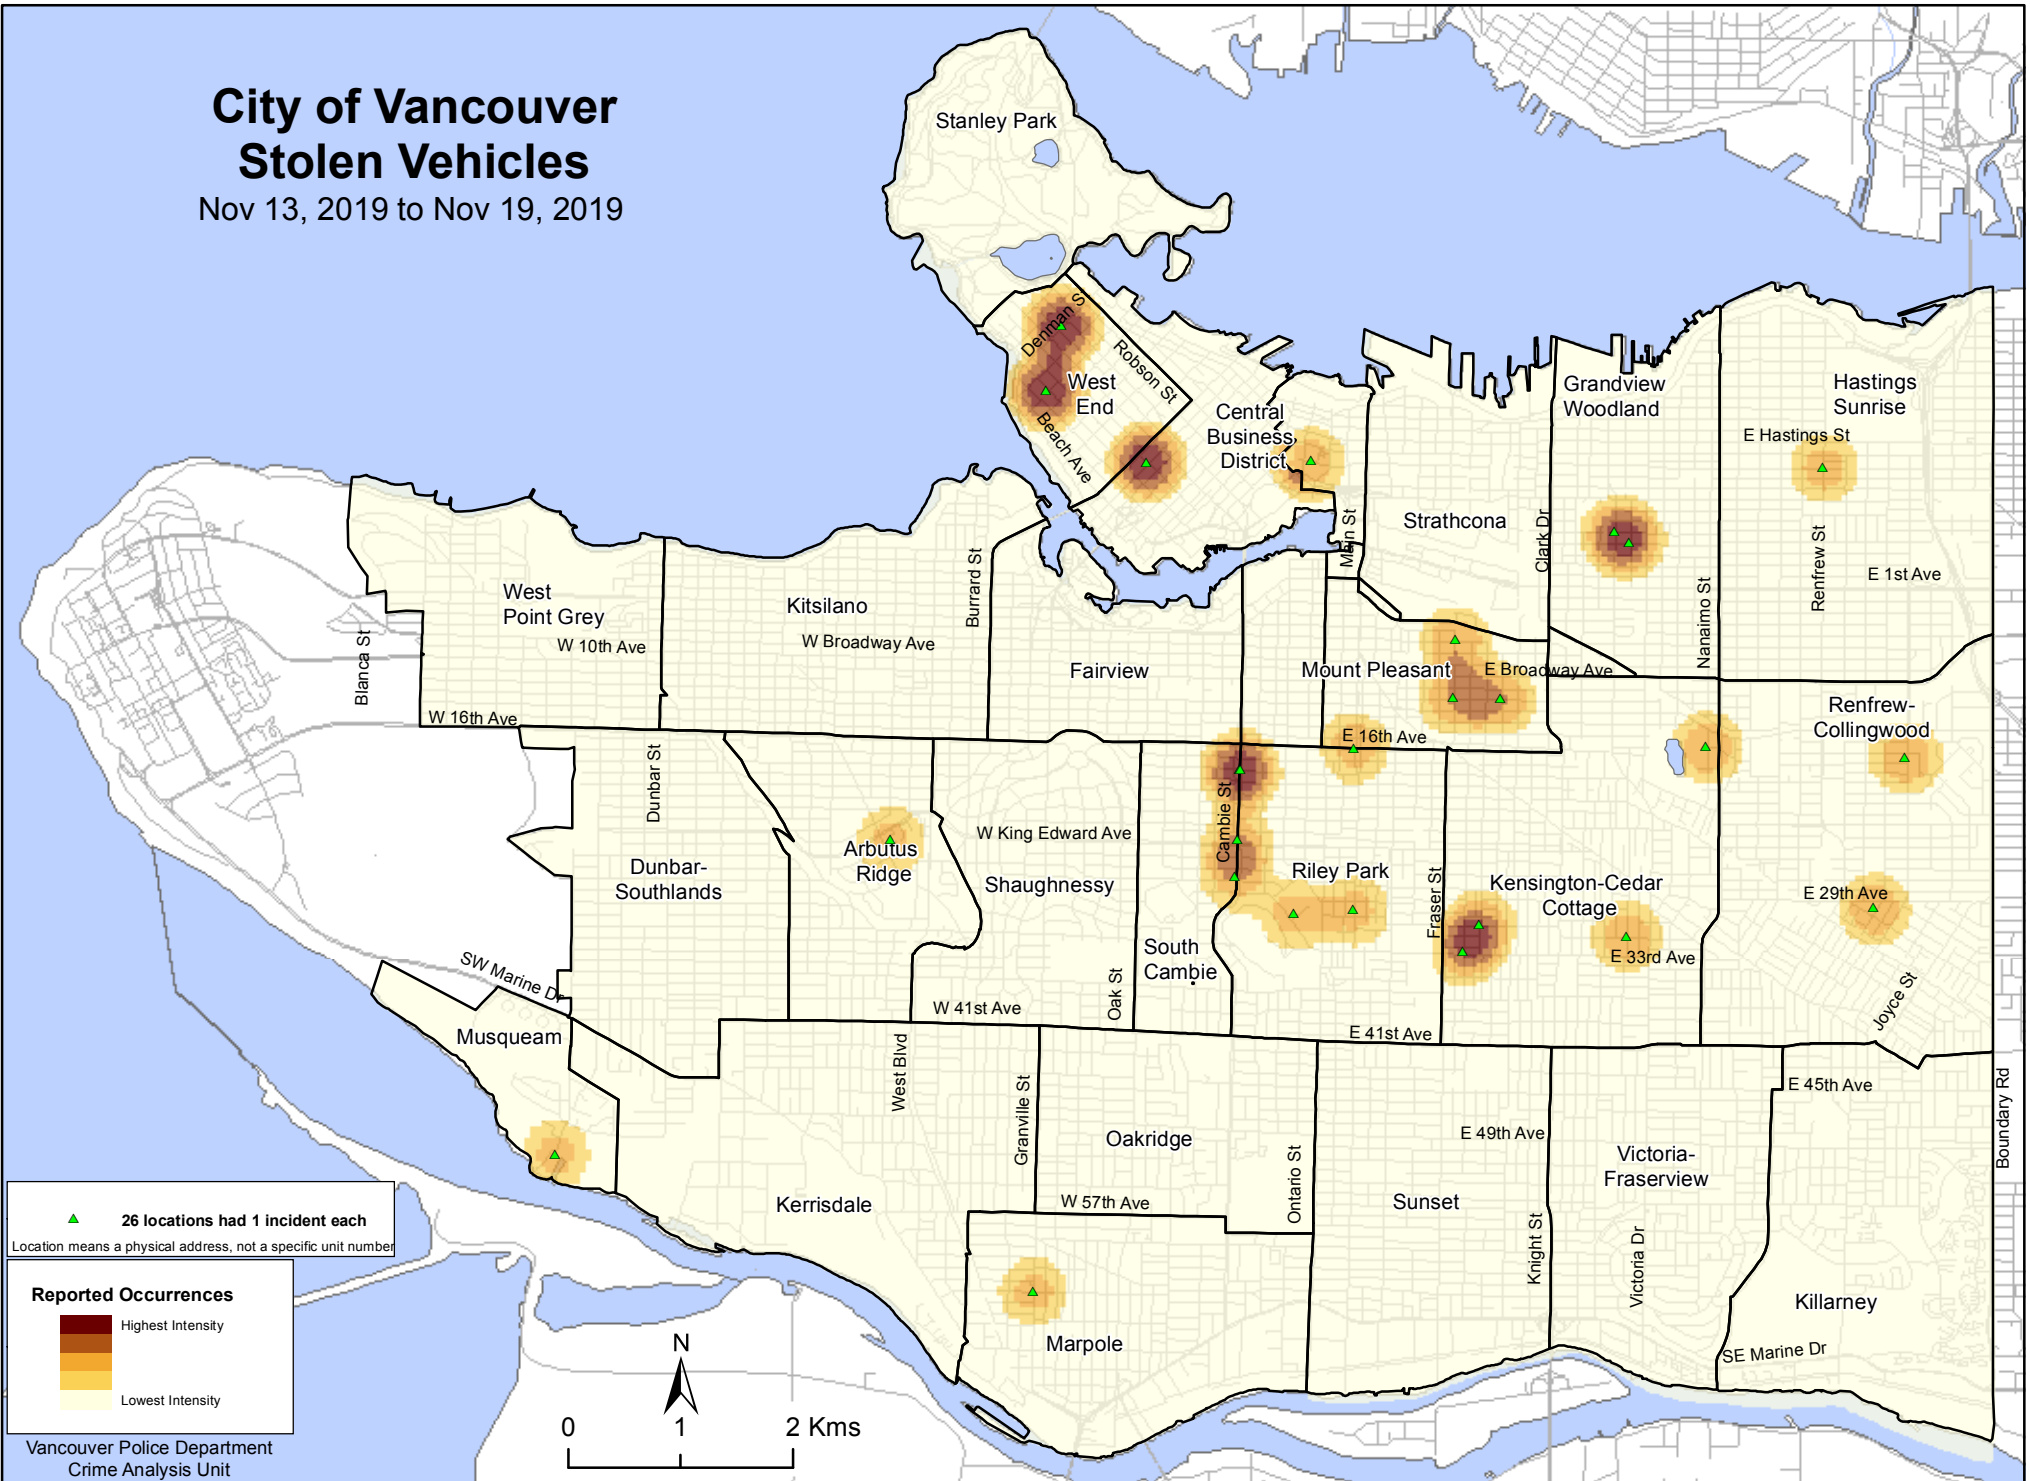 City of Vancouver
Stolen Vehicles
Nov 13, 2019 to Nov 19, 2019
Stanley Park
Denman S
Robson St
West
End
Beach Ave
Central
Business
District
Grandview
Woodland
Hastings
Sunrise
E Hastings St
Strathcona
Main St
Clark Dr
Nanaimo St
Renfrew St
E 1st Ave
West
Point Grey
W 10th Ave
Blanca St
W 16th Ave
Kitsilano
W Broadway Ave
Burrard St
Fairview
Mount Pleasant
E Broadway Ave
E 16th Ave
Renfrew-
Collingwood
Dunbar St
Dunbar-
Southlands
Arbutus
Ridge
W King Edward Ave
Shaughnessy
Cambie St
Riley Park
Fraser St
Kensington-Cedar
Cottage
E 29th Ave
E 33rd Ave
South
Cambie
Oak St
W 41st Ave
E 41st Ave
Joyce St
SW Marine Dr
Musqueam
West Blvd
Granville St
Oakridge
W 57th Ave
Ontario St
E 49th Ave
Sunset
Knight St
Victoria-
Fraserview
Victoria Dr
E 45th Ave
Boundary Rd
Killarney
SE Marine Dr
Kerrisdale
Marpole
26 locations had 1 incident each
Location means a physical address, not a specific unit number
Reported Occurrences
Highest Intensity
Lowest Intensity
N
0 1 2 Kms
Vancouver Police Department
Crime Analysis Unit